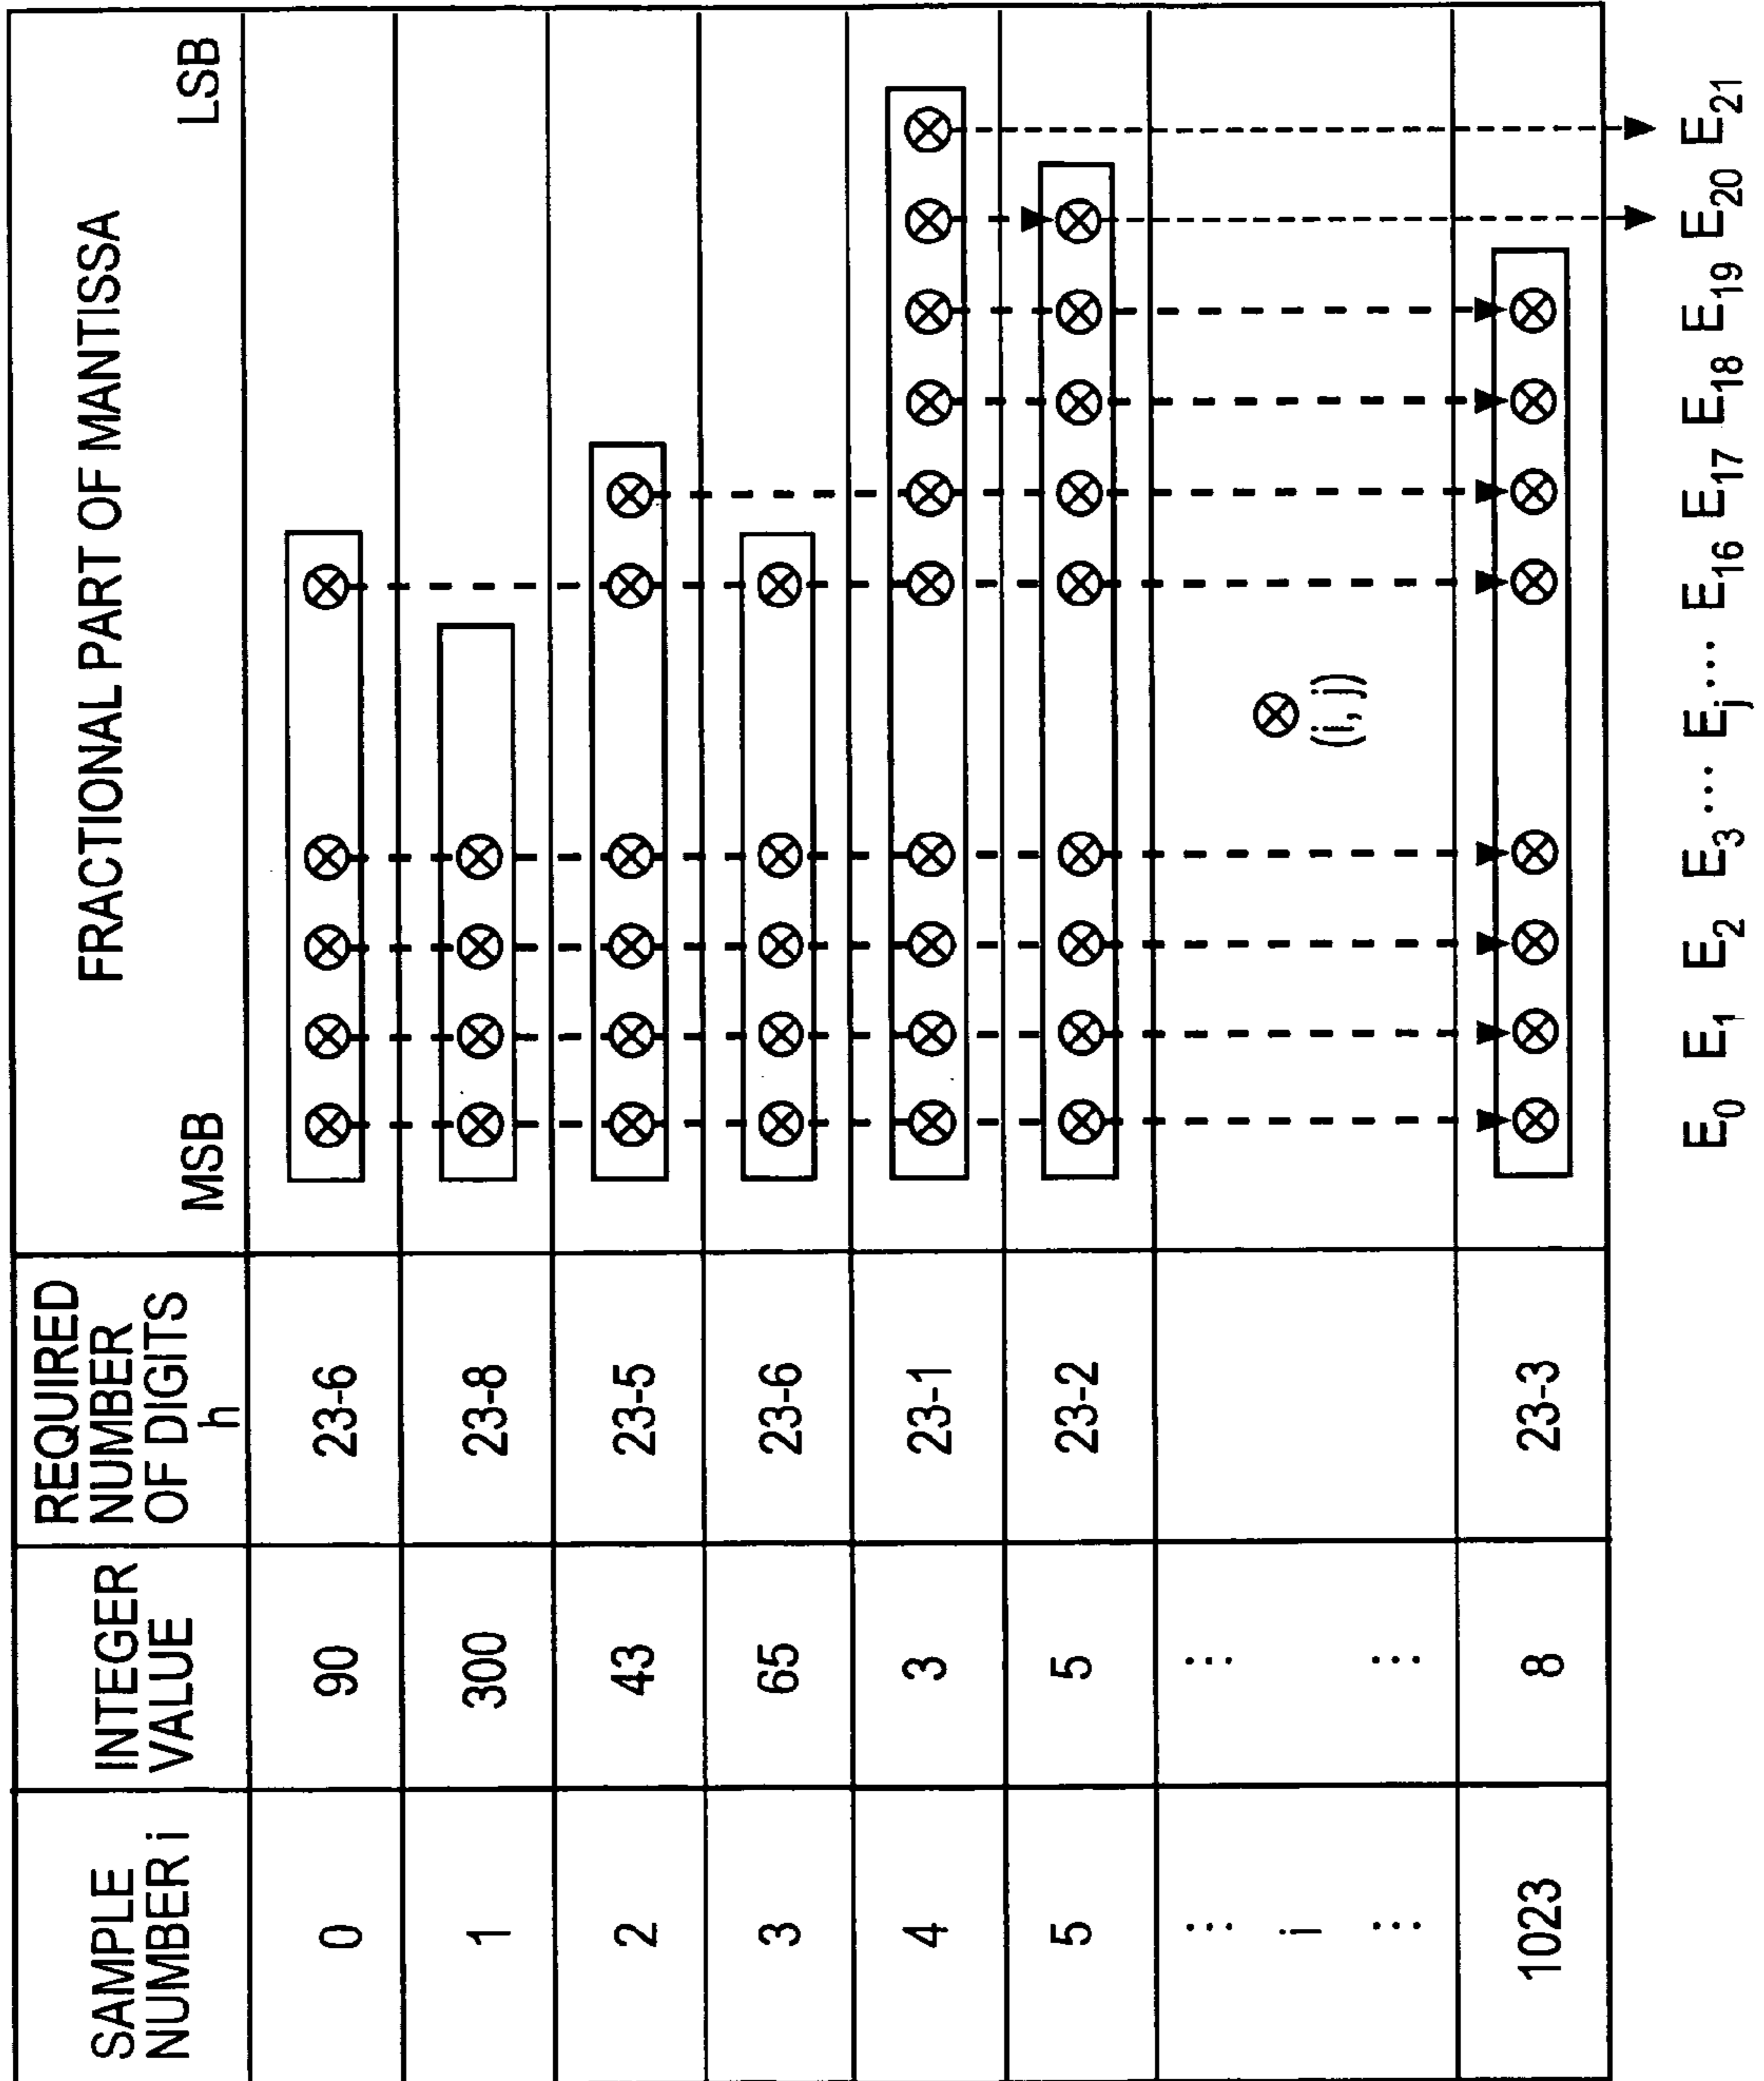 SAMPLE
NUMBER i
INTEGER
VALUE
REQUIRED
NUMBER
OF DIGITS
h
FRACTIONAL PART OF MANTISSA
MSB LSB
0 90 23-6
1 300 23-8
2 43 23-5
3 65 23-6
4 3 23-1
5 5 23-2
⋯ i ⋯ ⋯ ⋯
(i, j)
1023 8 23-3
E0 E1 E2 E3 ⋯ Ej ⋯ E16 E17 E18 E19 E20 E21